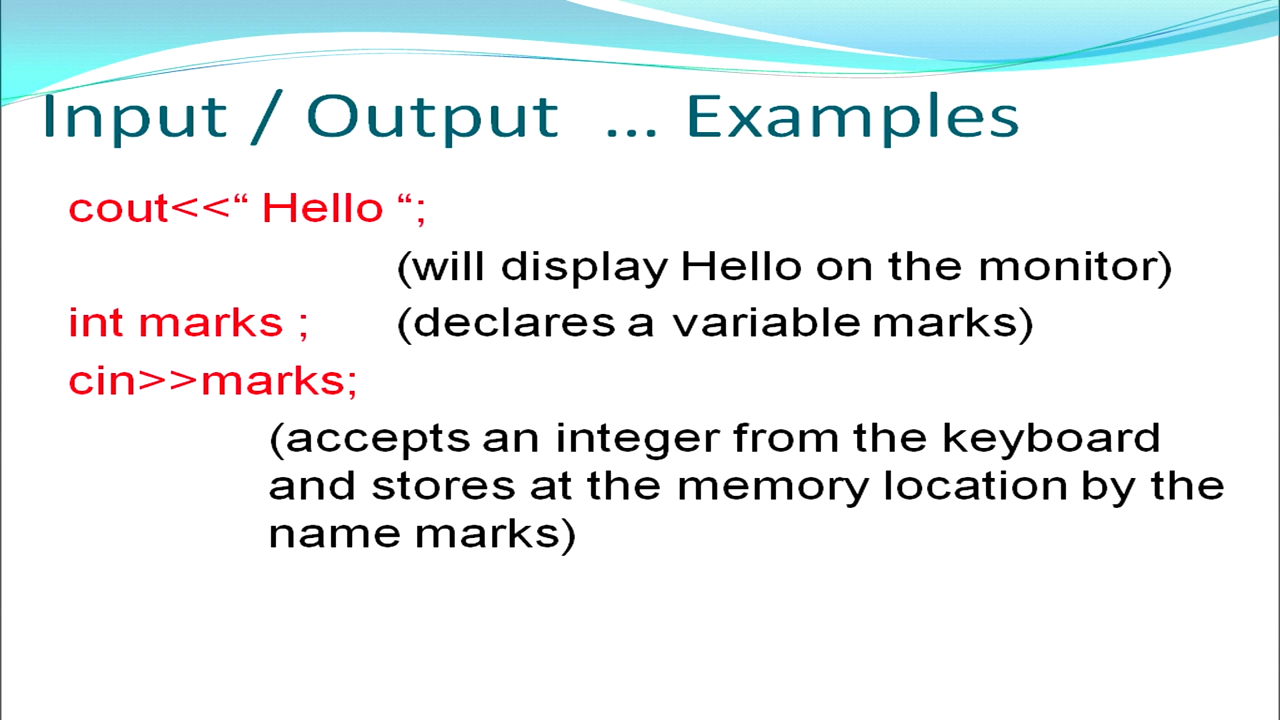 Input / Output ... Examples
cout<<“ Hello “;
(will display Hello on the monitor)
int marks ; (declares a variable marks)
cin>>marks;
(accepts an integer from the keyboard
and stores at the memory location by the
name marks)